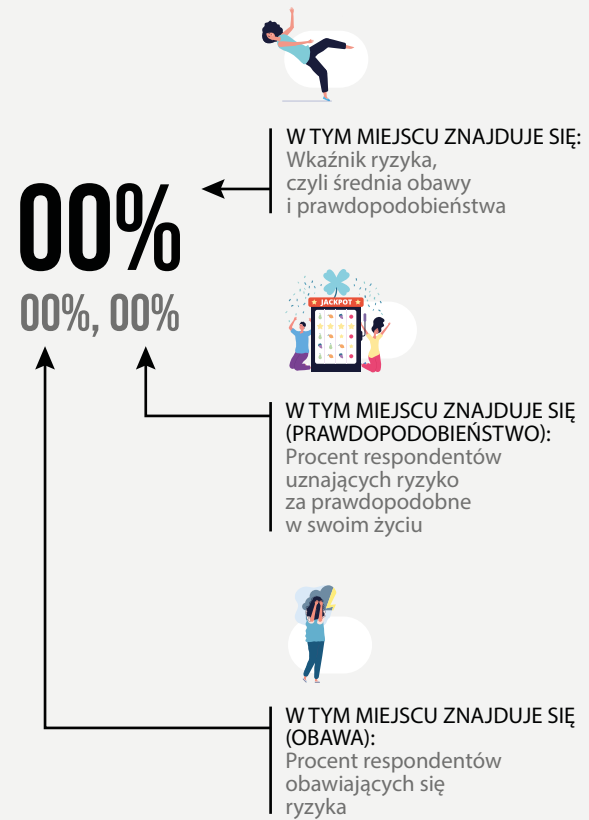 W TYM MIEJSCU ZNAJDUJE SIĘ:
Wkaźnik ryzyka,
czyli średnia obawy
i prawdopodobieństwa
00%
00%, 00%
JACKPOT
W TYM MIEJSCU ZNAJDUJE SIĘ
(PRAWDOPODOBIEŃSTWO):
Procent respondentów
uznających ryzyko
za prawdopodobne
w swoim życiu
W TYM MIEJSCU ZNAJDUJE SIĘ
(OBAWA):
Procent respondentów
obawiających się
ryzyka